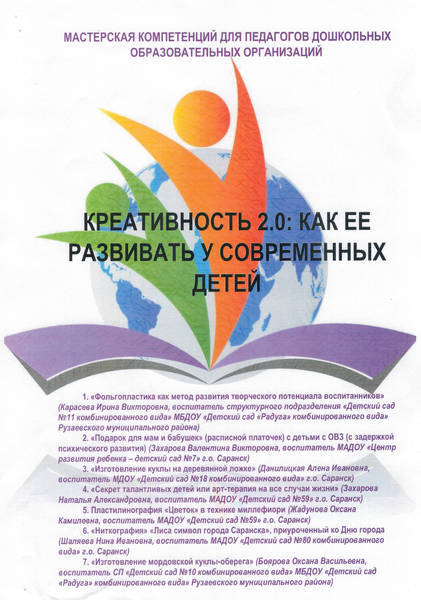 МАСТЕРСКАЯ КОМПЕТЕНЦИЙ ДЛЯ ПЕДАГОГОВ ДОШКОЛЬНЫХ
ОБРАЗОВАТЕЛЬНЫХ ОРГАНИЗАЦИЙ
КРЕАТИВНОСТЬ 2.0: КАК ЕЕ
РАЗВИВАТЬ У СОВРЕМЕННЫХ
ДЕТЕЙ
1. «Фольгопластика как метод развития творческого потенциала воспитанников»
(Карасева Ирина Викторовна, воспитатель структурного подразделения «Детский сад
№11 комбинированного вида» МБДОУ «Детский сад «Радуга» комбинированного вида»
Рузаевского муниципального района)
2. «Подарок для мам и бабушек» (расписной платочек) с детьми с ОВЗ (с задержкой
психического развития) (Захарова Валентина Викторовна, воспитатель МАДОУ «Центр
развития ребенка – детский сад №7» г.о. Саранск)
3. «Изготовление куклы на деревянной ложке» (Данилицкая Алена Ивановна,
воспитатель МДОУ «Детский сад №18 комбинированного вида» г.о. Саранск)
4. «Секрет талантливых детей или арт-терапия на все случаи жизни» (Захарова
Наталья Александровна, воспитатель МАДОУ «Детский сад №59» г.о. Саранск)
5. Пластилинография «Цветок» в технике миллефиори (Жадунова Оксана
Камилевна, воспитатель МАДОУ «Детский сад №59» г.о. Саранск)
6. «Ниткография» «Лиса символ города Саранска», приуроченный ко Дню города
(Шаляева Нина Ивановна, воспитатель МАДОУ «Детский сад №80 комбинированного
вида» г.о. Саранск)
7. «Изготовление мордовской куклы-оберега» (Боярова Оксана Васильевна,
воспитатель СП «Детский сад №10 комбинированного вида» МБДОУ «Детский сад
«Радуга» комбинированного вида» Рузаевского муниципального района)